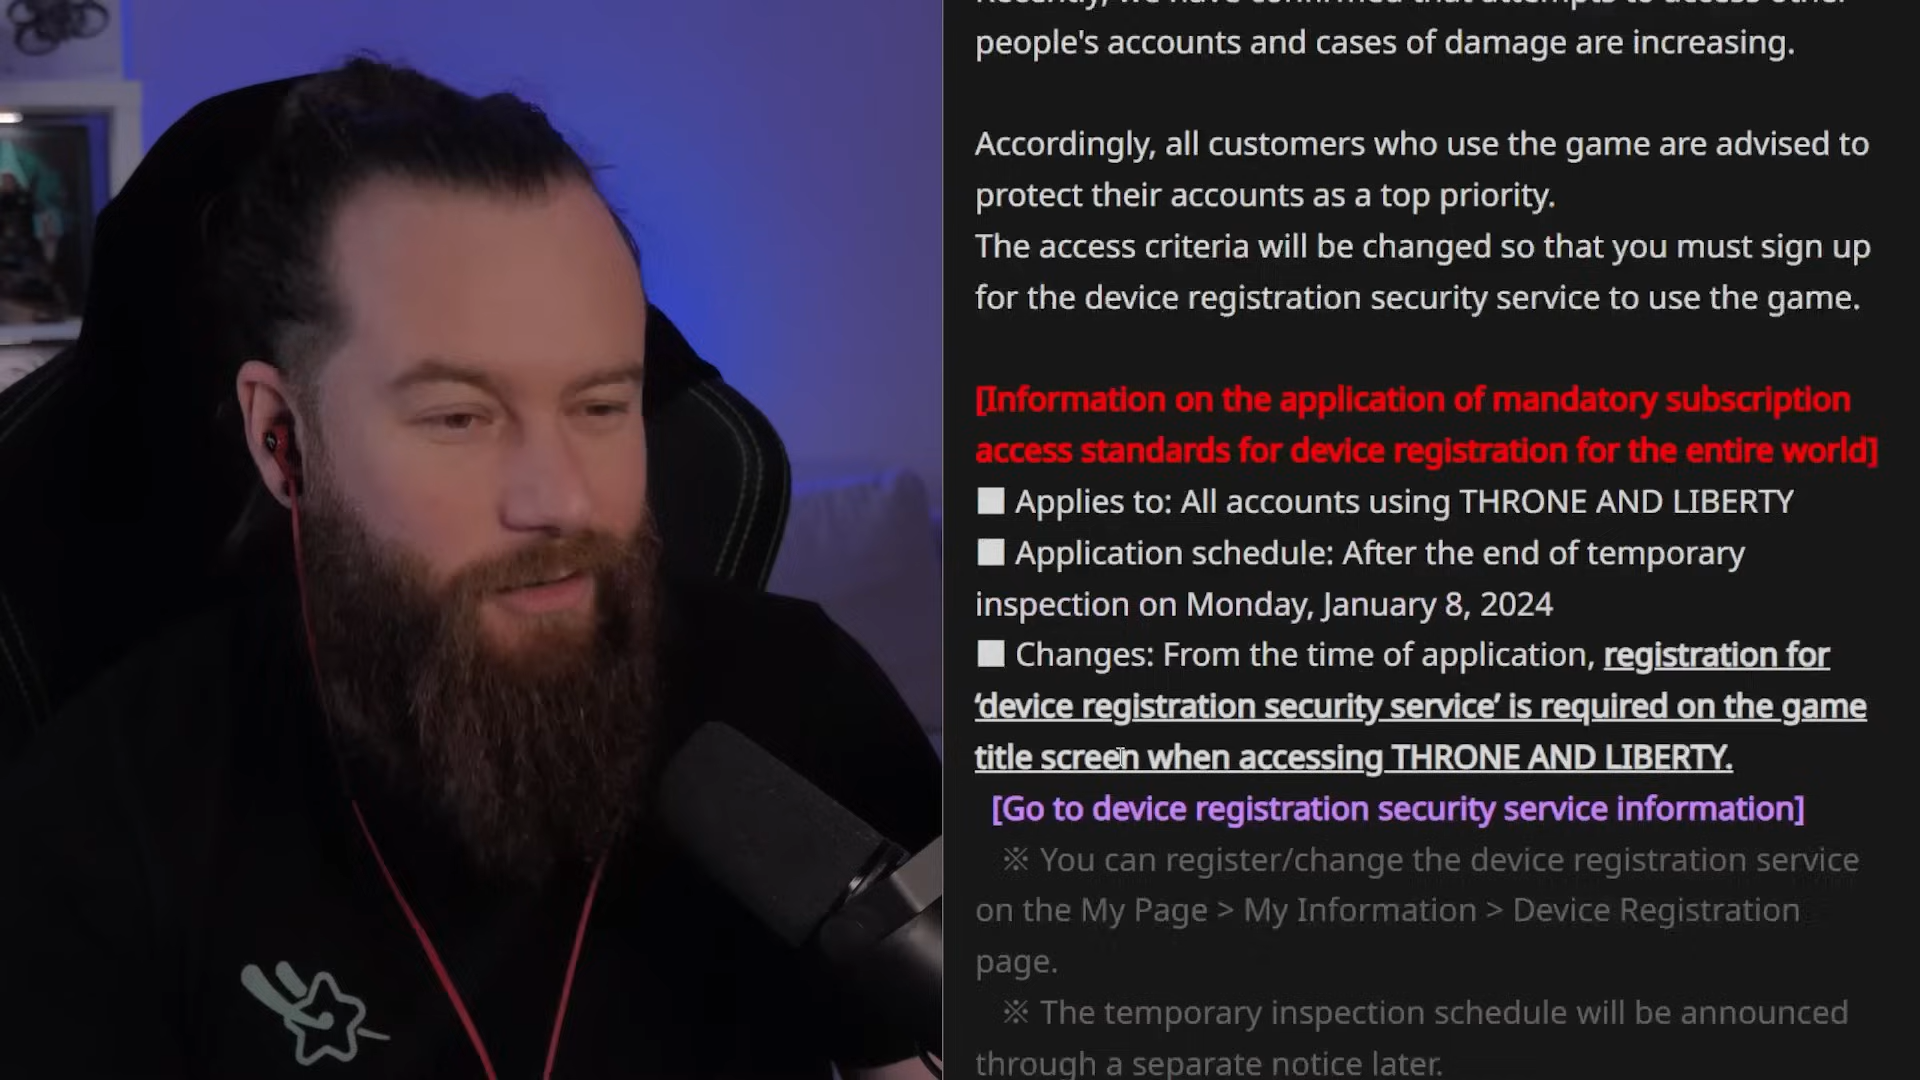 people's accounts and cases of damage are increasing.
Accordingly, all customers who use the game are advised to
protect their accounts as a top priority.
The access criteria will be changed so that you must sign up
for the device registration security service to use the game.
[Information on the application of mandatory subscription
access standards for device registration for the entire world]
Applies to: All accounts using THRONE AND LIBERTY
Application schedule: After the end of temporary
inspection on Monday, January 8, 2024
Changes: From the time of application, registration for
‘device registration security service’ is required on the game
title screen when accessing THRONE AND LIBERTY.
[Go to device registration security service information]
※ You can register/change the device registration service
on the My Page > My Information > Device Registration
page.
※ The temporary inspection schedule will be announced
through a separate notice later.